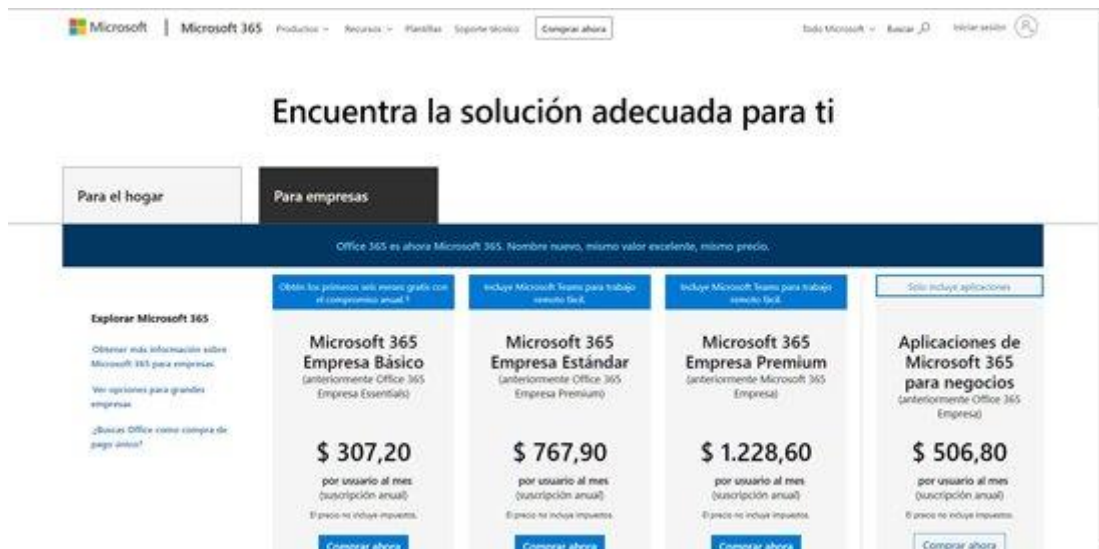 Microsoft | Microsoft 365 Productos Recursos Plantillas Soporte técnico Comprar ahora Todo Microsoft Buscar Iniciar sesión
Encuentra la solución adecuada para ti
Para el hogar
Para empresas
Office 365 es ahora Microsoft 365. Nombre nuevo, mismo valor excelente, mismo precio.
Explorar Microsoft 365
Obtener más información sobre
Microsoft 365 para empresas.
Ver opciones para grandes
empresas
¿Buscas Office como compra de
pago único?
Obtén los primeros seis meses gratis con
el compromiso anual.
Microsoft 365
Empresa Básico
(anteriormente Office 365
Empresa Essentials)
$ 307,20
por usuario al mes
(suscripción anual)
El precio no incluye impuestos.
Comprar ahora
Incluye Microsoft Teams para trabajo
remoto fácil.
Microsoft 365
Empresa Estándar
(anteriormente Office 365
Empresa Premium)
$ 767,90
por usuario al mes
(suscripción anual)
El precio no incluye impuestos.
Comprar ahora
Incluye Microsoft Teams para trabajo
remoto fácil.
Microsoft 365
Empresa Premium
(anteriormente Microsoft 365
Empresa)
$ 1.228,60
por usuario al mes
(suscripción anual)
El precio no incluye impuestos.
Comprar ahora
Solo incluye aplicaciones
Aplicaciones de
Microsoft 365
para negocios
(anteriormente Office 365
Empresa)
$ 506,80
por usuario al mes
(suscripción anual)
El precio no incluye impuestos.
Comprar ahora